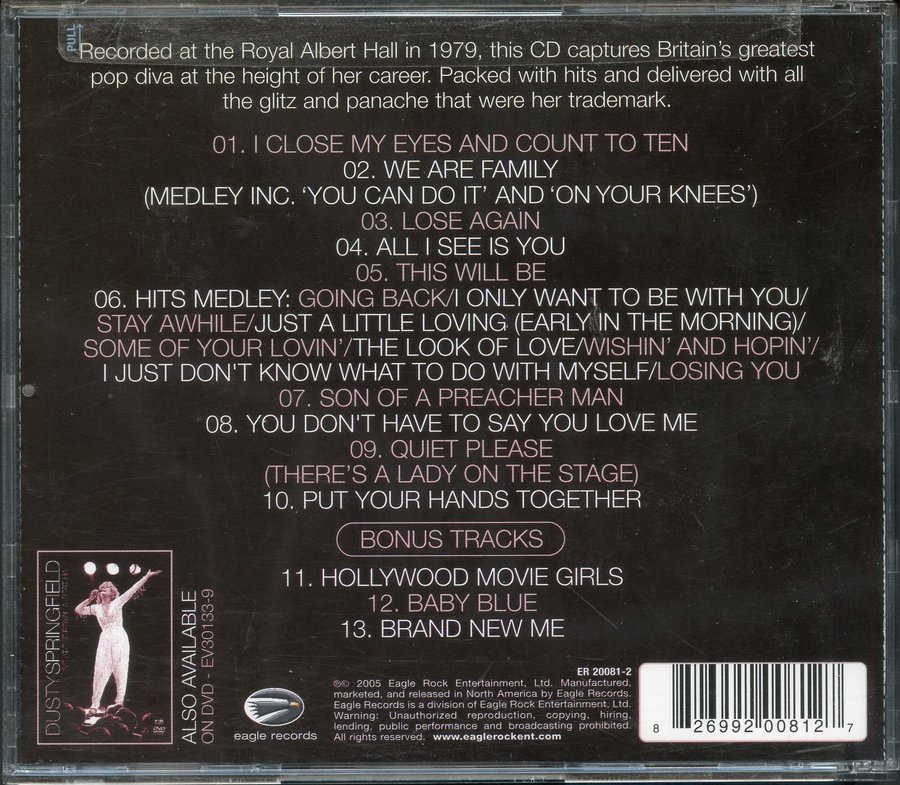 PULL
Recorded at the Royal Albert Hall in 1979, this CD captures Britain's greatest
pop diva at the height of her career. Packed with hits and delivered with all
the glitz and panache that were her trademark.
01. I CLOSE MY EYES AND COUNT TO TEN
02. WE ARE FAMILY
(MEDLEY INC. 'YOU CAN DO IT' AND 'ON YOUR KNEES')
03. LOSE AGAIN
04. ALL I SEE IS YOU
05. THIS WILL BE
06. HITS MEDLEY: GOING BACK/I ONLY WANT TO BE WITH YOU/
STAY AWHILE/JUST A LITTLE LOVING (EARLY IN THE MORNING)/
SOME OF YOUR LOVIN'/THE LOOK OF LOVE/WISHIN' AND HOPIN'/
I JUST DON'T KNOW WHAT TO DO WITH MYSELF/LOSING YOU
07. SON OF A PREACHER MAN
08. YOU DON'T HAVE TO SAY YOU LOVE ME
09. QUIET PLEASE
(THERE'S A LADY ON THE STAGE)
10. PUT YOUR HANDS TOGETHER
BONUS TRACKS
11. HOLLYWOOD MOVIE GIRLS
12. BABY BLUE
13. BRAND NEW ME
DUSTY SPRINGFIELD
ALSO AVAILABLE
ON DVD - EV30133-9
eagle records
℗© 2005 Eagle Rock Entertainment, Ltd. Manufactured,
marketed, and released in North America by Eagle Records.
Eagle Records is a division of Eagle Rock Entertainment, Ltd.
Warning: Unauthorized reproduction, copying, hiring,
lending, public performance and broadcasting prohibited.
All rights reserved. www.eaglerockent.com
ER 20081-2
8 26992 00812 7